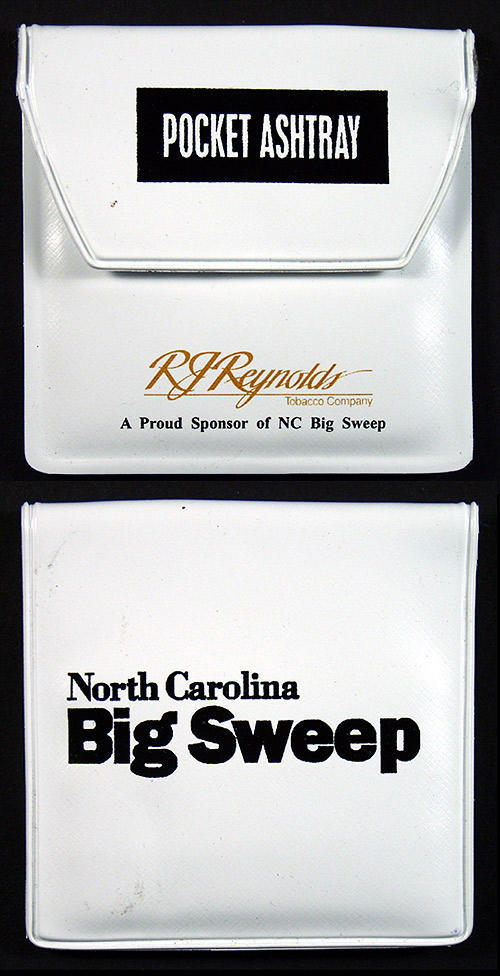 POCKET ASHTRAY
RJReynolds
Tobacco Company
A Proud Sponsor of NC Big Sweep
North Carolina
Big Sweep